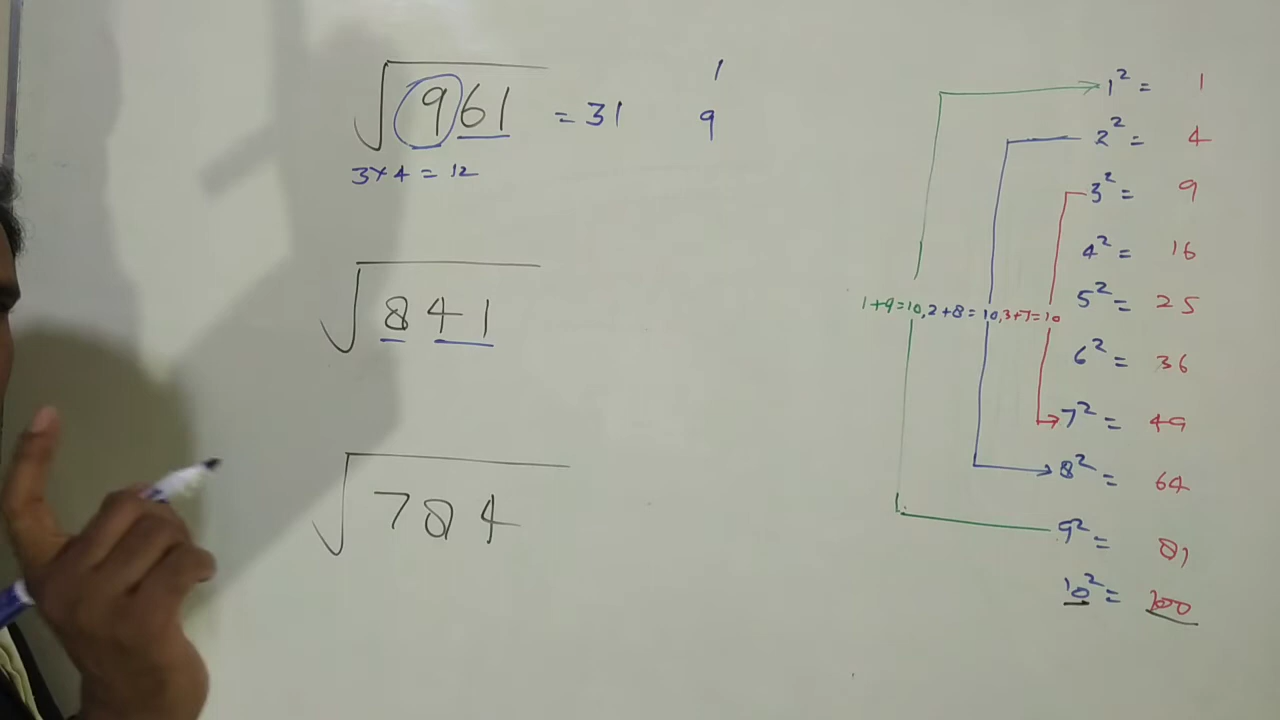 √961 = 31
1
9
3×4 = 12
√841
√784
1² = 1
2² = 4
3² = 9
4² = 16
5² = 25
1+9=10, 2+8=10, 3+7=10
6² = 36
7² = 49
8² = 64
9² = 81
10² = 100